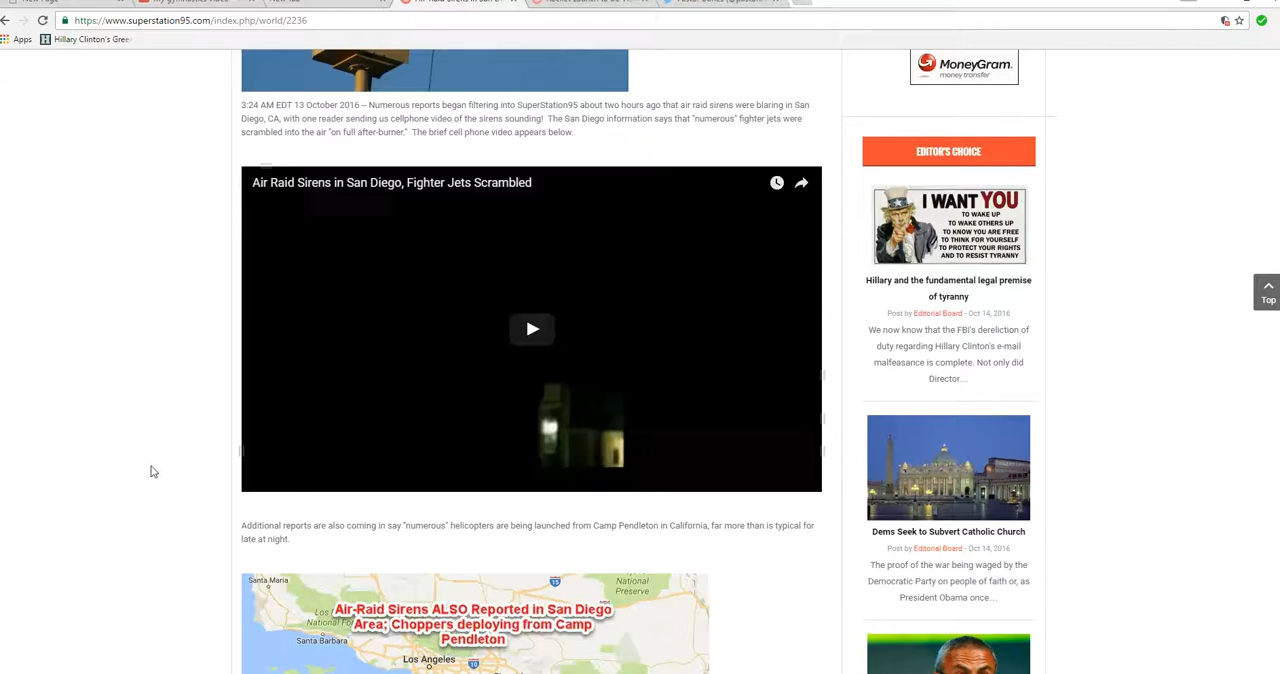 https://www.superstation95.com/index.php/world/2236
Apps
Hillary Clinton's Gree
MoneyGram.
money transfer
3:24 AM EDT 13 October 2016 -- Numerous reports began filtering into SuperStation95 about two hours ago that air raid sirens were blaring in San
Diego, CA, with one reader sending us cellphone video of the sirens sounding!  The San Diego information says that "numerous" fighter jets were
scrambled into the air "on full after-burner."  The brief cell phone video appears below.
Air Raid Sirens in San Diego, Fighter Jets Scrambled
Additional reports are also coming in say "numerous" helicopters are being launched from Camp Pendleton in California, far more than is typical for
late at night.
Santa Maria
National
Preserve
15
Air-Raid Sirens ALSO Reported in San Diego
Area; Choppers deploying from Camp
Pendleton
Santa Barbara
Los Angeles
10
EDITOR'S CHOICE
I WANT YOU
TO WAKE UP
TO WAKE OTHERS UP
TO KNOW YOU ARE FREE
TO THINK FOR YOURSELF
TO PROTECT YOUR RIGHTS
AND TO RESIST TYRANNY
Hillary and the fundamental legal premise
of tyranny
Post by Editorial Board - Oct 14, 2016
We now know that the FBI's dereliction of
duty regarding Hillary Clinton's e-mail
malfeasance is complete. Not only did
Director…
Dems Seek to Subvert Catholic Church
Post by Editorial Board - Oct 14, 2016
The proof of the war being waged by the
Democratic Party on people of faith or, as
President Obama once…
Top